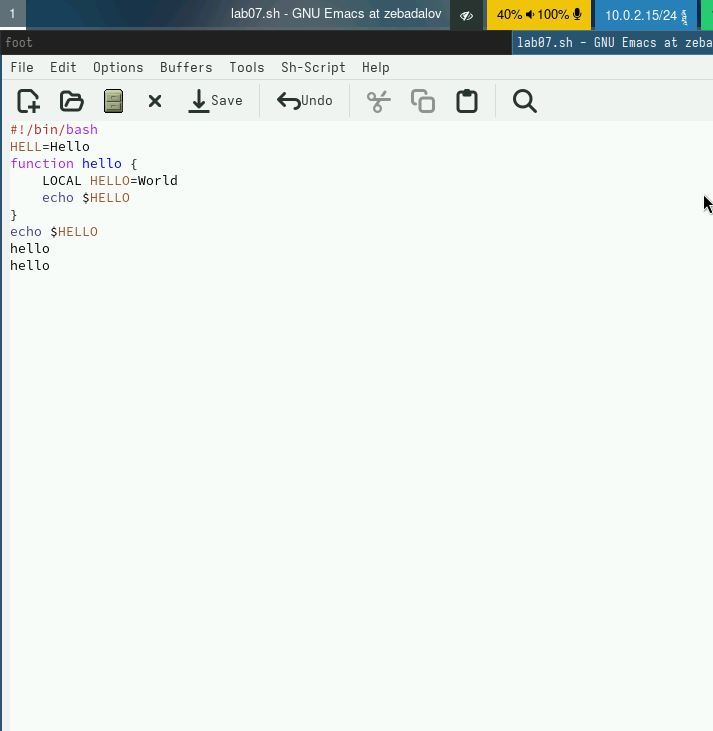 1 lab07.sh - GNU Emacs at zebadalov 40% 100% 10.0.2.15/24
foot lab07.sh - GNU Emacs at zeba
File Edit Options Buffers Tools Sh-Script Help
Save Undo
#!/bin/bash
HELL=Hello
function hello {
    LOCAL HELLO=World
    echo $HELLO
}
echo $HELLO
hello
hello